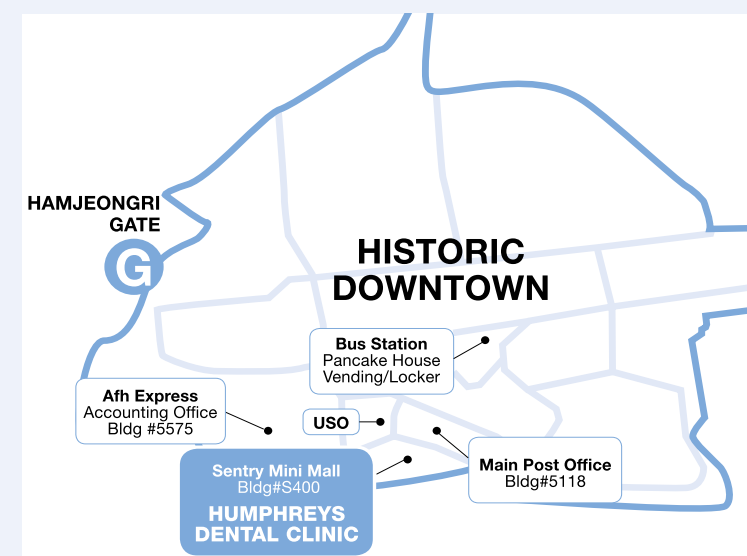 HAMJEONGRI
GATE
G
HISTORIC
DOWNTOWN
Bus Station
Pancake House
Vending/Locker
Afh Express
Accounting Office
Bldg #5575
USO
Main Post Office
Bldg#5118
Sentry Mini Mall
Bldg#S400
HUMPHREYS
DENTAL CLINIC